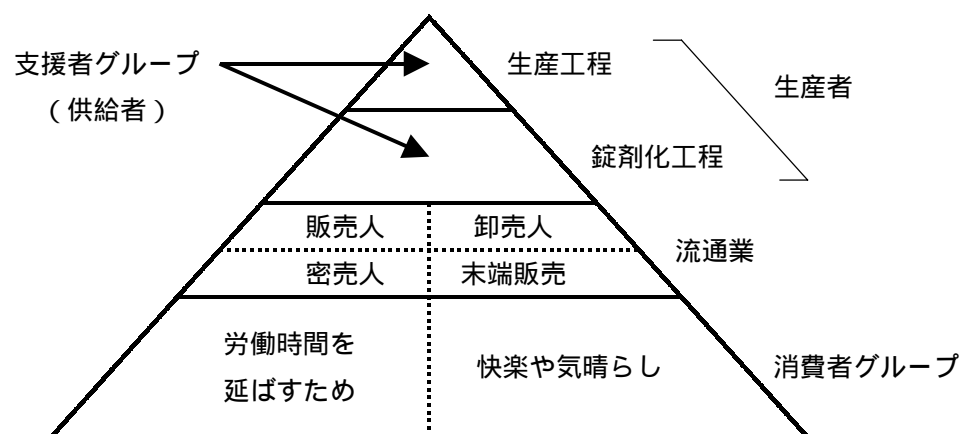 支援者グループ
（供給者）
生産工程
生産者
錠剤化工程
販売人
卸売人
流通業
密売人
末端販売
労働時間を
延ばすため
快楽や気晴らし
消費者グループ